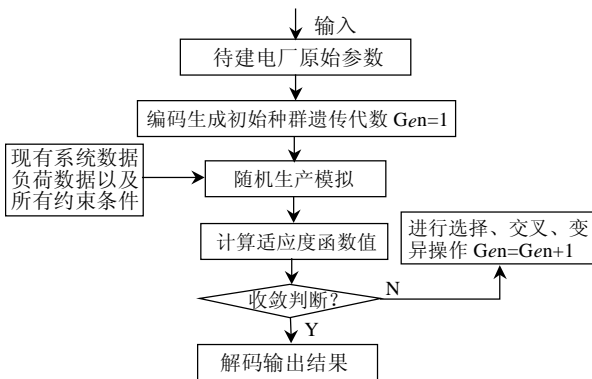 输入
待建电厂原始参数
编码生成初始种群遗传代数 Gen=1
现有系统数据
负荷数据以及
所有约束条件
随机生产模拟
计算适应度函数值
进行选择、交叉、变
异操作 Gen=Gen+1
收敛判断?
N
Y
解码输出结果